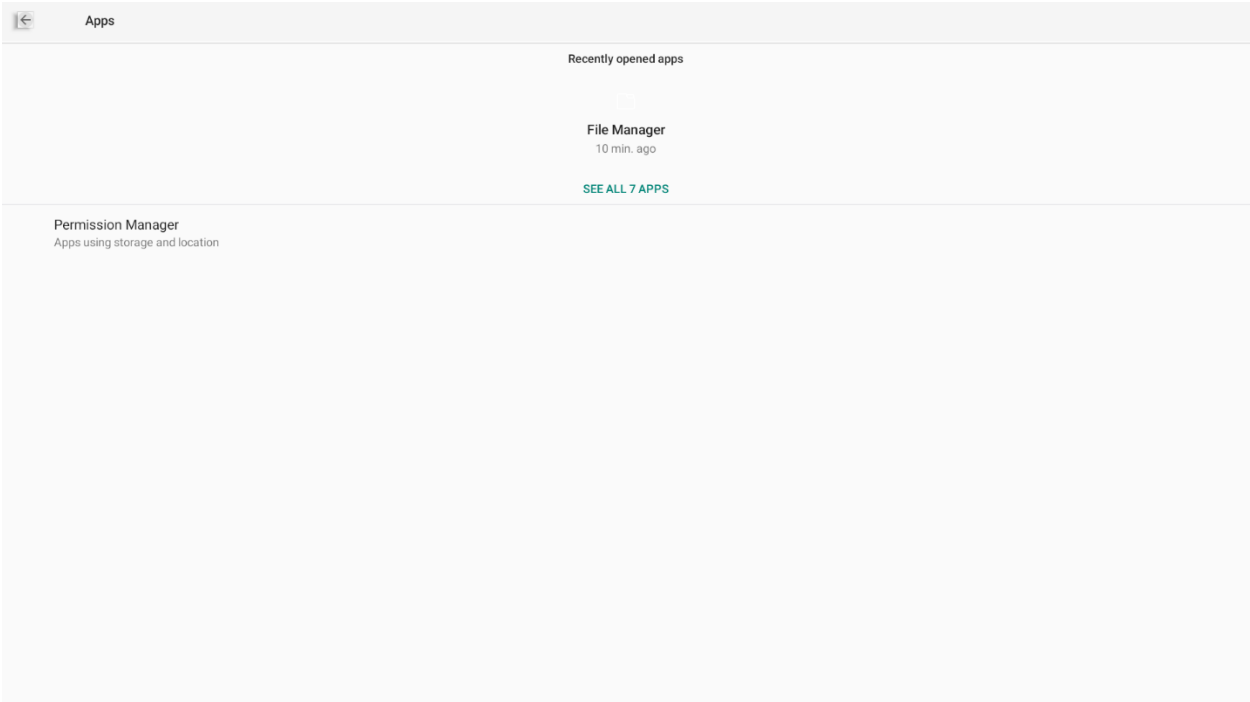 Apps
Recently opened apps
File Manager
10 min. ago
SEE ALL 7 APPS
Permission Manager
Apps using storage and location